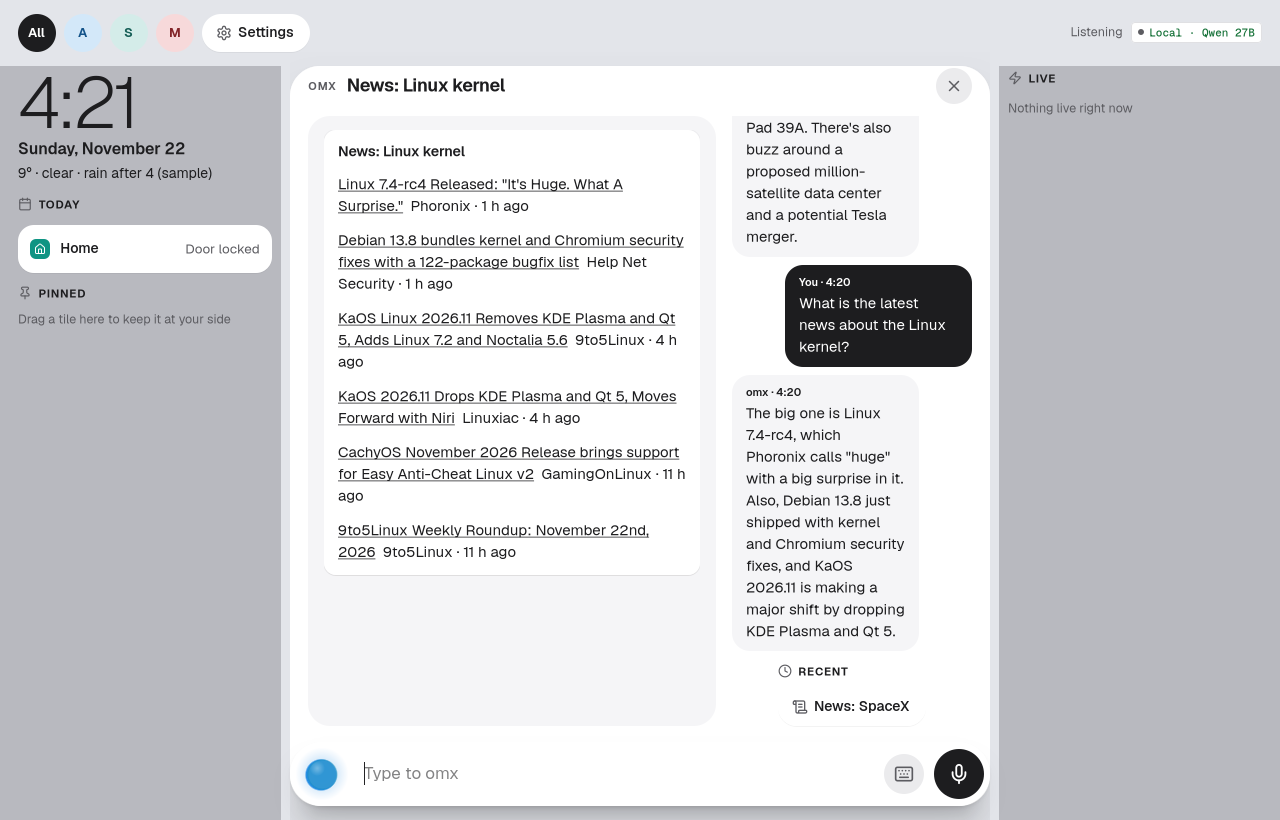 All
A
S
M
Settings
Listening
Local · Qwen 27B
4:21
Sunday, November 22
9° · clear · rain after 4 (sample)
TODAY
Home
Door locked
PINNED
Drag a tile here to keep it at your side
OMX
News: Linux kernel
News: Linux kernel
Linux 7.4-rc4 Released: "It's Huge. What A
Surprise." Phoronix · 1 h ago
Debian 13.8 bundles kernel and Chromium security
fixes with a 122-package bugfix list Help Net
Security · 1 h ago
KaOS Linux 2026.11 Removes KDE Plasma and Qt
5, Adds Linux 7.2 and Noctalia 5.6 9to5Linux · 4 h
ago
KaOS 2026.11 Drops KDE Plasma and Qt 5, Moves
Forward with Niri Linuxiac · 4 h ago
CachyOS November 2026 Release brings support
for Easy Anti-Cheat Linux v2 GamingOnLinux · 11 h
ago
9to5Linux Weekly Roundup: November 22nd,
2026 9to5Linux · 11 h ago
Pad 39A. There's also
buzz around a
proposed million-
satellite data center
and a potential Tesla
merger.
You · 4:20
What is the latest
news about the Linux
kernel?
omx · 4:20
The big one is Linux
7.4-rc4, which
Phoronix calls "huge"
with a big surprise in it.
Also, Debian 13.8 just
shipped with kernel
and Chromium security
fixes, and KaOS
2026.11 is making a
major shift by dropping
KDE Plasma and Qt 5.
RECENT
News: SpaceX
Type to omx
LIVE
Nothing live right now